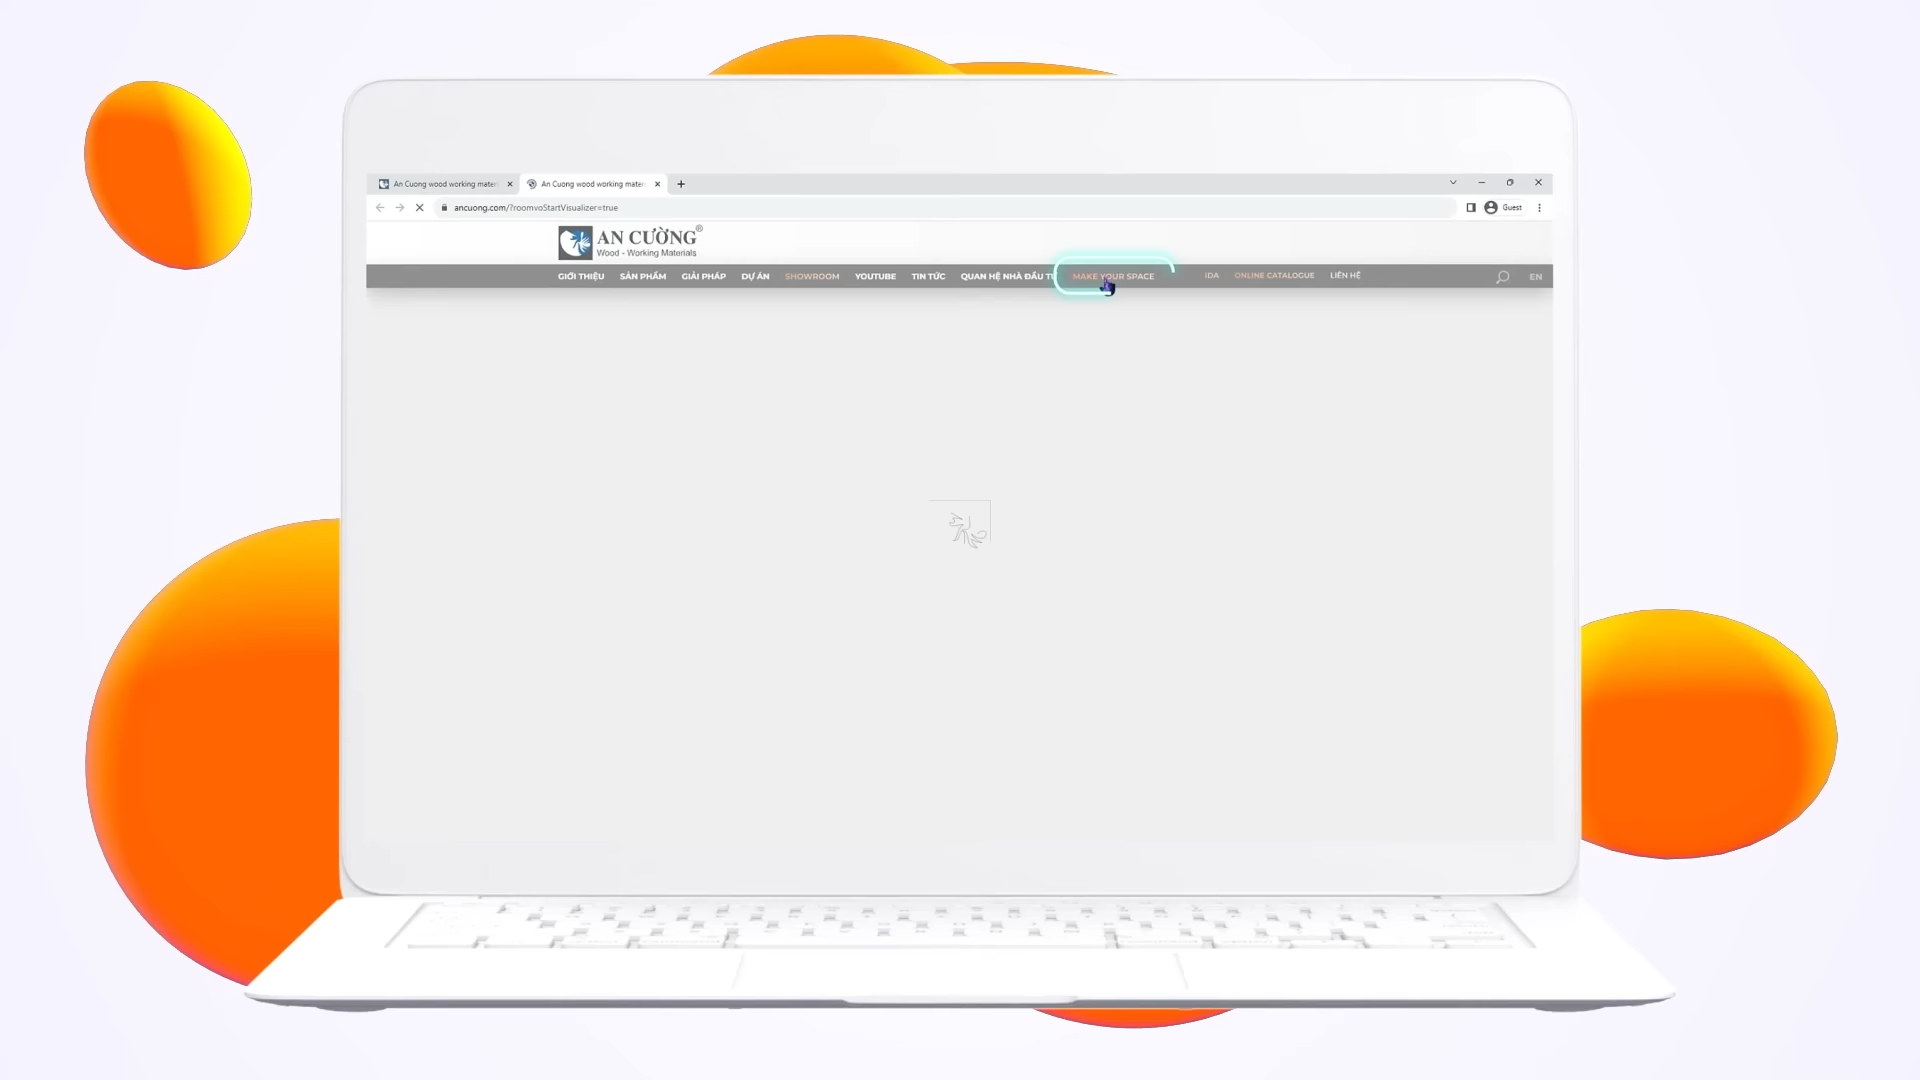 An Cuong wood working mater
An Cuong wood working mater
ancuong.com/?roomvoStartVisualizer=true
Guest
AN CƯỜNG®
Wood - Working Materials
GIỚI THIỆU SẢN PHẨM GIẢI PHÁP DỰ ÁN SHOWROOM YOUTUBE TIN TỨC QUAN HỆ NHÀ ĐẦU TƯ MAKE YOUR SPACE IDA ONLINE CATALOGUE LIÊN HỆ EN